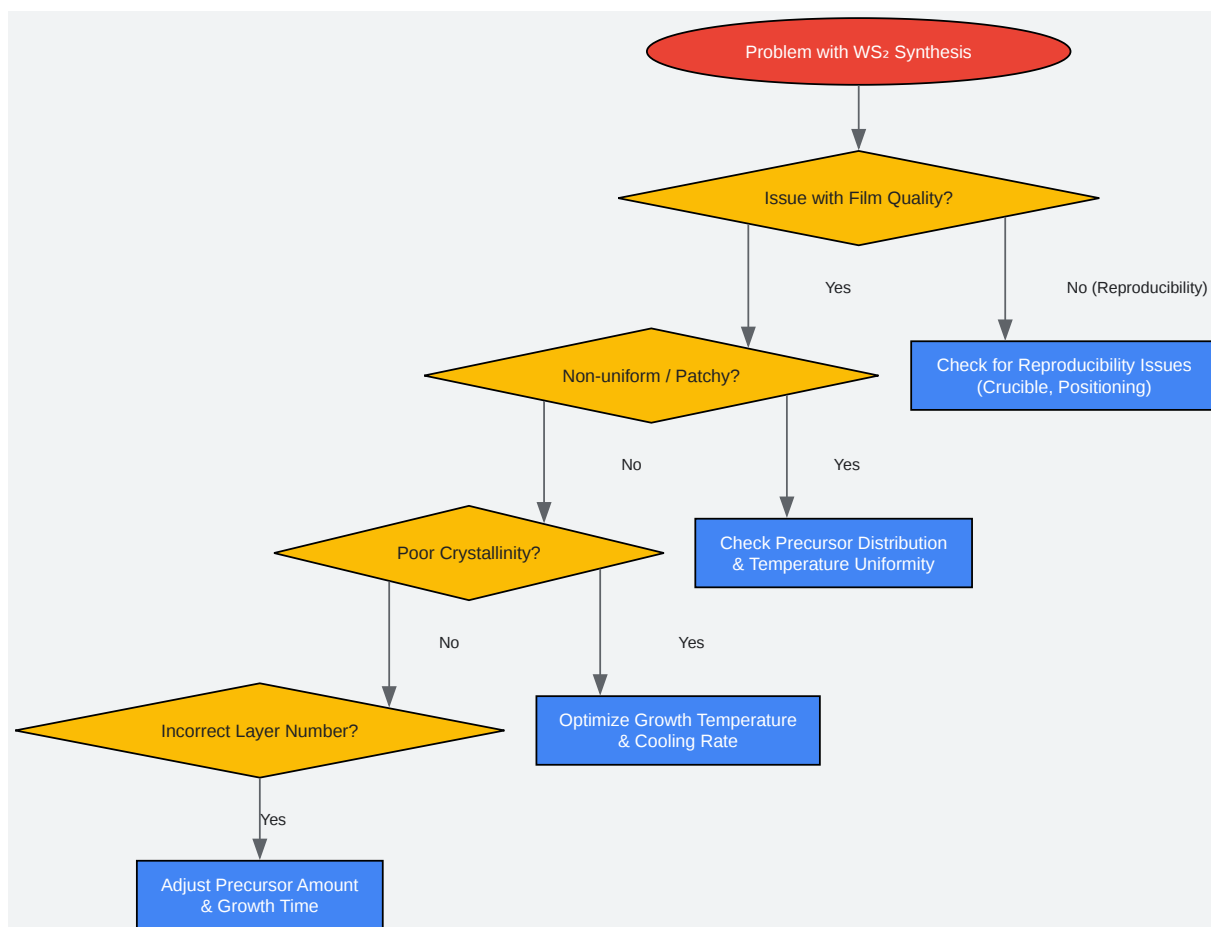 Problem with WS₂ Synthesis
Issue with Film Quality?
Yes
No (Reproducibility)
Non-uniform / Patchy?
Check for Reproducibility Issues
(Crucible, Positioning)
No
Yes
Poor Crystallinity?
Check Precursor Distribution
& Temperature Uniformity
No
Yes
Incorrect Layer Number?
Optimize Growth Temperature
& Cooling Rate
Yes
Adjust Precursor Amount
& Growth Time